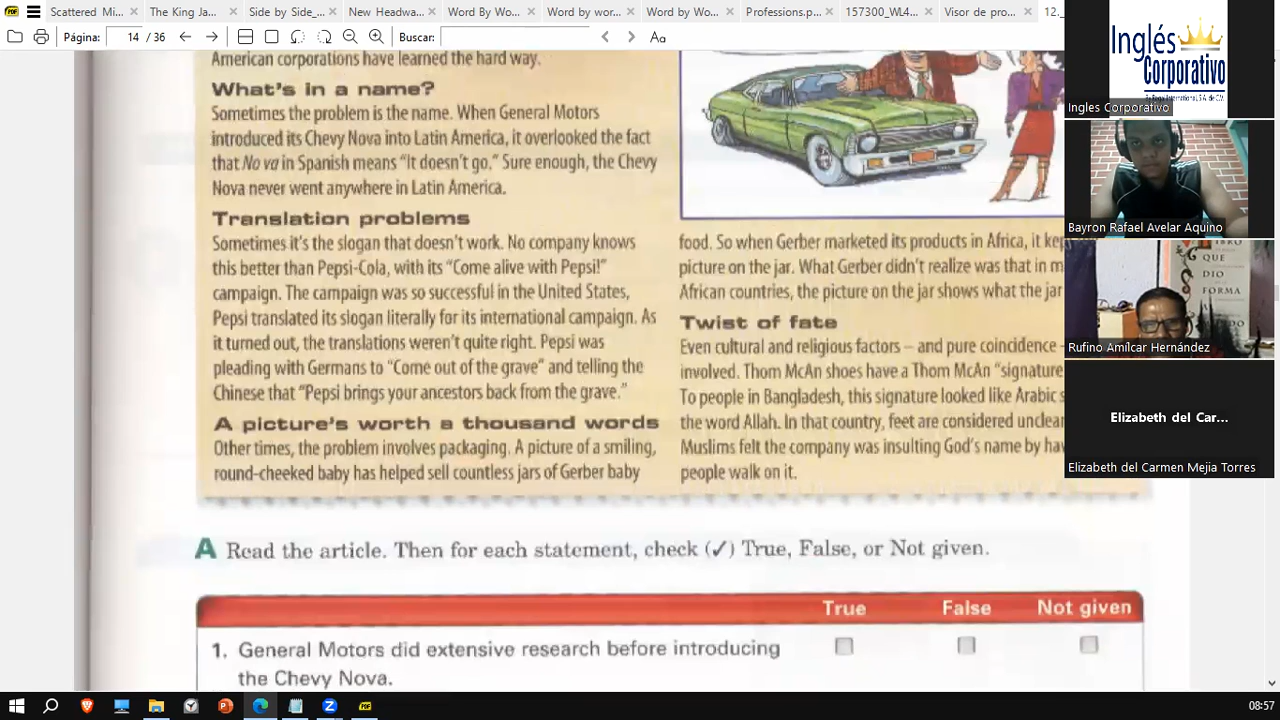 Scattered Mi...
The King Ja...
Side by Side_...
New Headwa...
Word By Wo...
Word by wor...
Word by Wo...
Professions.p...
157300_WL4...
Visor de pro...
12._
Página:
14 / 36
Buscar:
Aa
American corporations have learned the hard way.
What's in a name?
Sometimes the problem is the name. When General Motors
introduced its Chevy Nova into Latin America, it overlooked the fact
that No va in Spanish means "It doesn't go." Sure enough, the Chevy
Nova never went anywhere in Latin America.
Translation problems
Sometimes it's the slogan that doesn't work. No company knows
this better than Pepsi-Cola, with its "Come alive with Pepsi!"
campaign. The campaign was so successful in the United States,
Pepsi translated its slogan literally for its international campaign. As
it turned out, the translations weren't quite right. Pepsi was
pleading with Germans to "Come out of the grave" and telling the
Chinese that "Pepsi brings your ancestors back from the grave."
A picture's worth a thousand words
Other times, the problem involves packaging. A picture of a smiling,
round-cheeked baby has helped sell countless jars of Gerber baby
food. So when Gerber marketed its products in Africa, it kep
picture on the jar. What Gerber didn't realize was that in m
African countries, the picture on the jar shows what the jar
Twist of fate
Even cultural and religious factors – and pure coincidence -
involved. Thom McAn shoes have a Thom McAn "signature
To people in Bangladesh, this signature looked like Arabic s
the word Allah. In that country, feet are considered unclear
Muslims felt the company was insulting God's name by hav
people walk on it.
A Read the article. Then for each statement, check (✓) True, False, or Not given.
True False Not given
1. General Motors did extensive research before introducing
the Chevy Nova.
Inglés
Corporativo
Ingles Corporativo
Bayron Rafael Avelar Aquino
QUE
DIO
FORMA
Rufino Amílcar Hernández
Elizabeth del Car...
Elizabeth del Carmen Mejia Torres
08:57